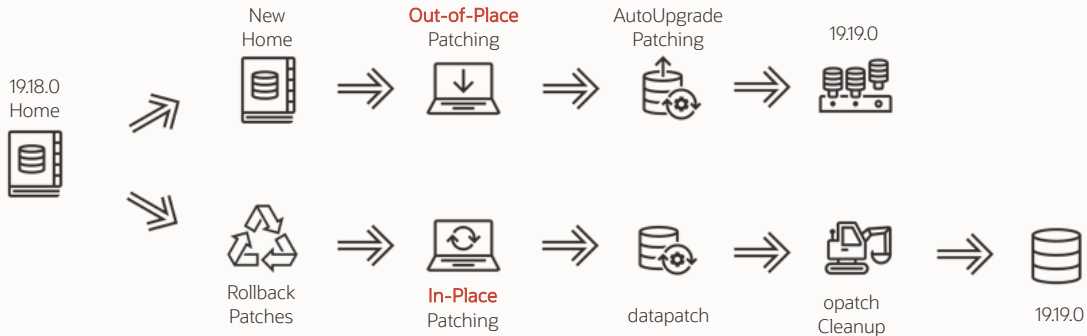 19.18.0
Home
New
Home
Out-of-Place
Patching
AutoUpgrade
Patching
19.19.0
Rollback
Patches
In-Place
Patching
datapatch
opatch
Cleanup
19.19.0